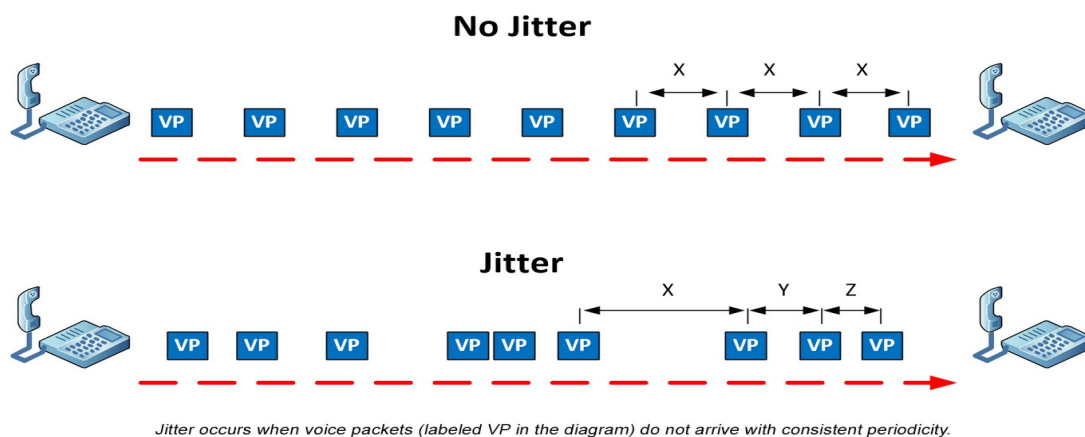 No Jitter
X X X
VP VP VP VP VP VP VP VP VP
Jitter
X Y Z
VP VP VP VP VP VP VP VP VP
Jitter occurs when voice packets (labeled VP in the diagram) do not arrive with consistent periodicity.